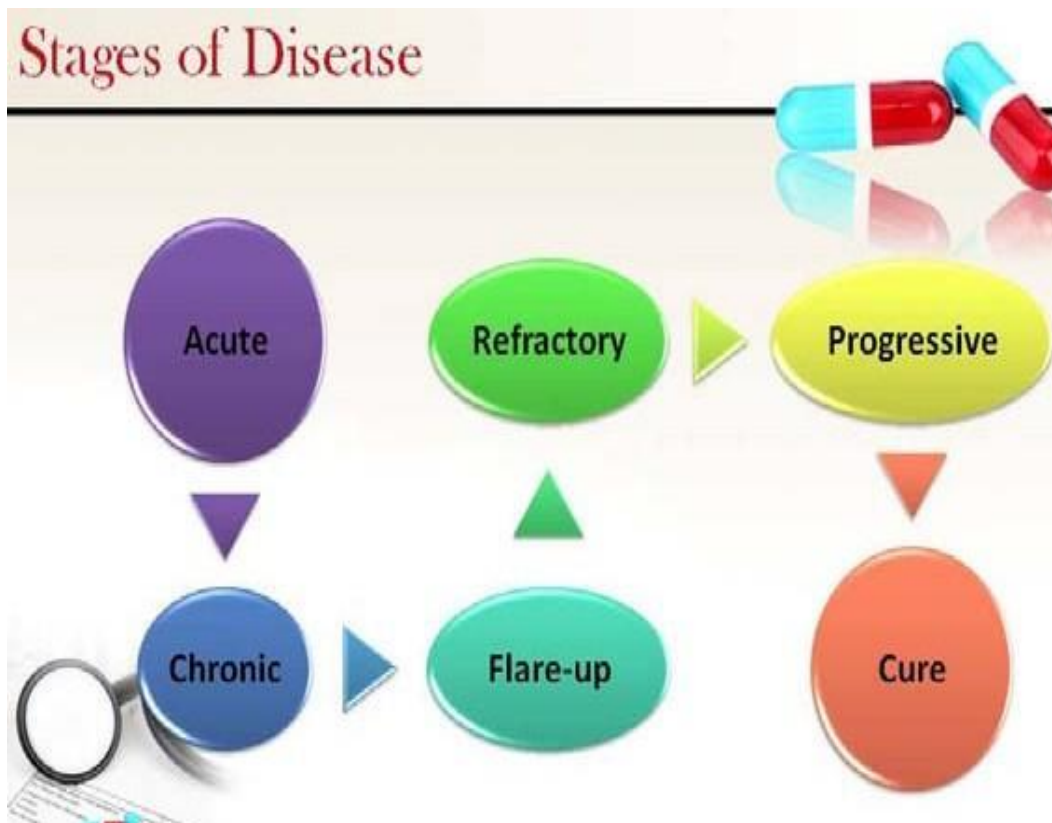 Stages of Disease
Acute
Chronic
Flare-up
Refractory
Progressive
Cure